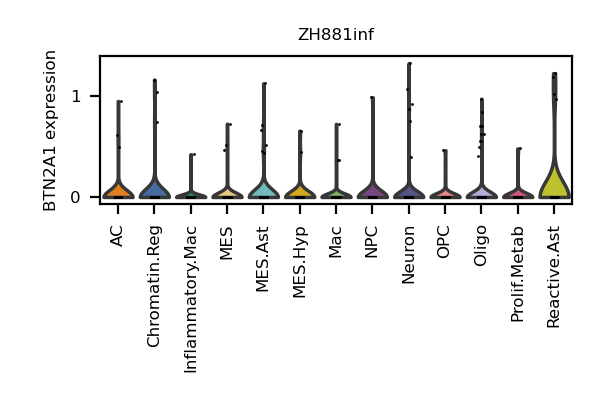 ZH881inf
BTN2A1 expression
1
0
AC
Chromatin.Reg
Inflammatory.Mac
MES
MES.Ast
MES.Hyp
Mac
NPC
Neuron
OPC
Oligo
Prolif.Metab
Reactive.Ast